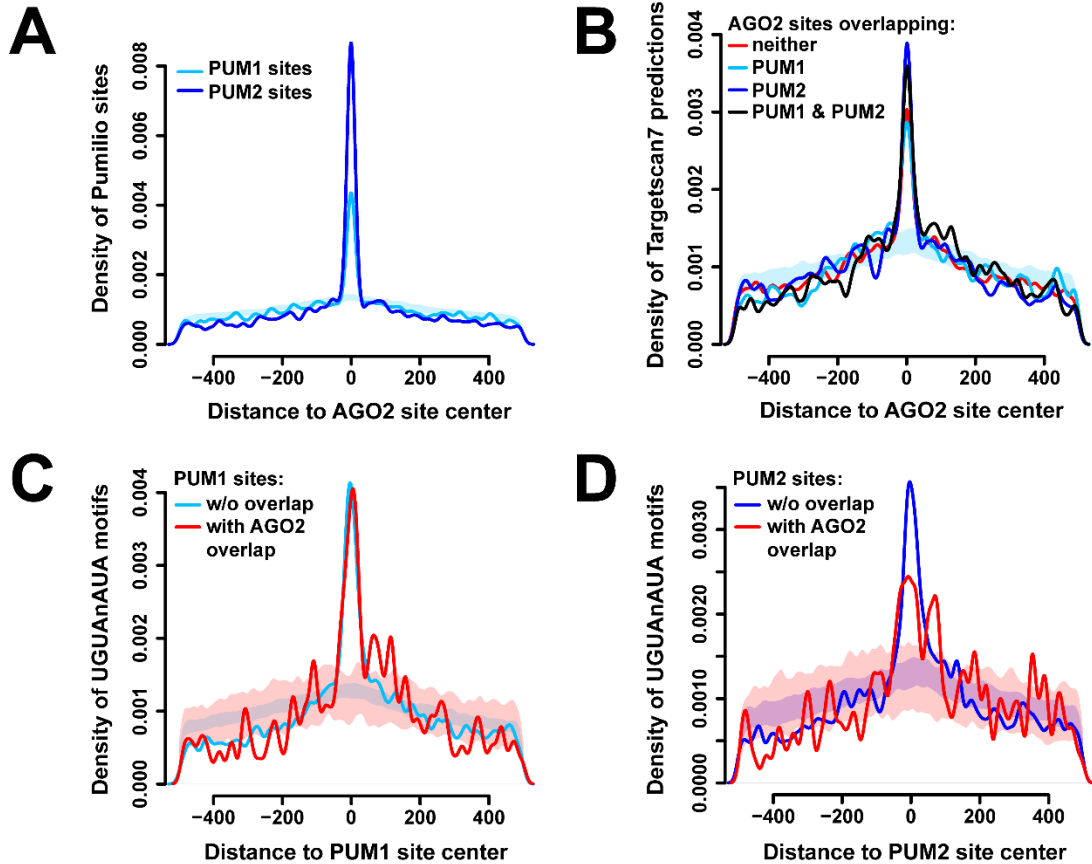 A
Density of Pumilio sites
0.000 0.002 0.004 0.006 0.008
PUM1 sites
PUM2 sites
−400 −200 0 200 400
Distance to AGO2 site center
B
Density of Targetscan7 predictions
0.000 0.001 0.002 0.003 0.004
AGO2 sites overlapping:
neither
PUM1
PUM2
PUM1 & PUM2
−400 −200 0 200 400
Distance to AGO2 site center
C
Density of UGUAnAUA motifs
0.000 0.001 0.002 0.003 0.004
PUM1 sites:
w/o overlap
with AGO2
overlap
−400 −200 0 200 400
Distance to PUM1 site center
D
Density of UGUAnAUA motifs
0.0000 0.0010 0.0020 0.0030
PUM2 sites:
w/o overlap
with AGO2
overlap
−400 −200 0 200 400
Distance to PUM2 site center